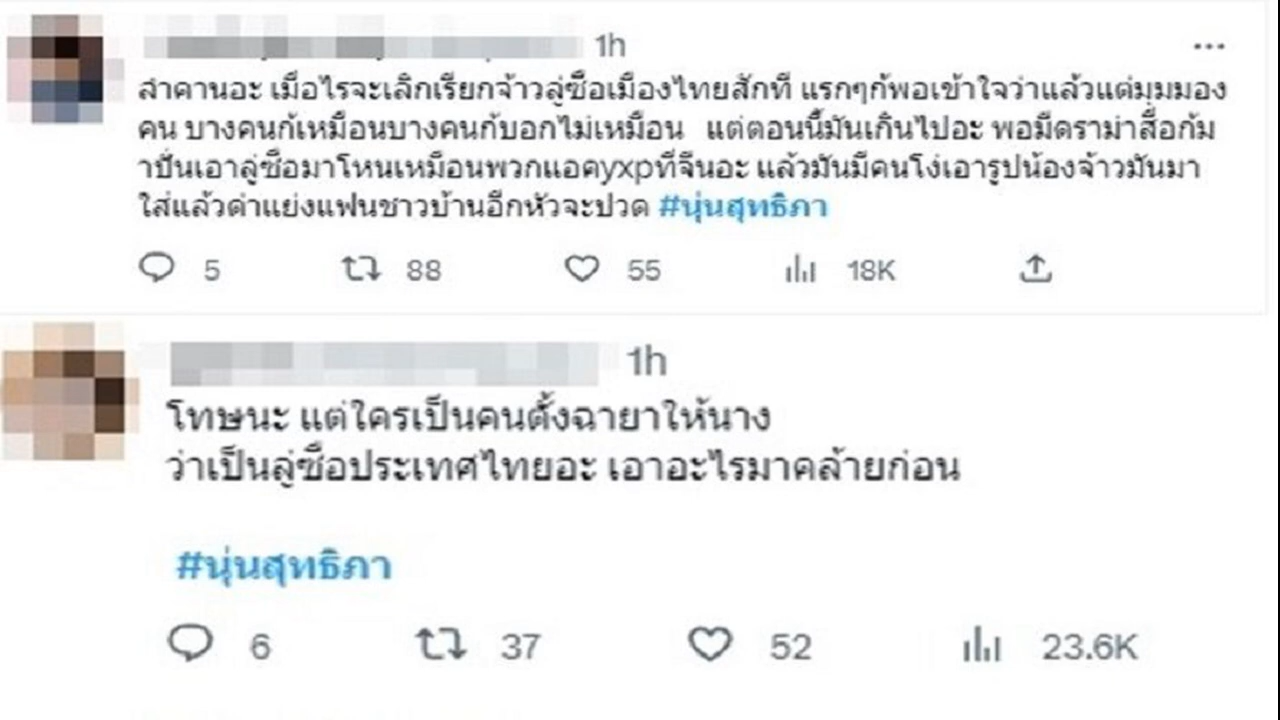 1h
ลำคานอะ เมื่อไรจะเลิกเรียกจ้าวลู่ซือเมืองไทยสักที แรกๆก้พอเข้าใจว่าแล้วแต่มุมมอง
คน บางคนก้เหมือนบางคนก้บอกไม่เหมือน แต่ตอนนี้มันเกินไปอะ พอมีดราม่าสื่อก้ม
าปั่นเอาลู่ซือมาโหนเหมือนพวกแอคyxpที่จีนอะ แล้วมันมีคนโง่เอารูปน้องจ้าวมันมา
ใส่แล้วด่าแย่งแฟนชาวบ้านอีกหัวจะปวด #นุ่นสุทธิภา
5 88 55 18K
1h
โทษนะ แต่ใครเป็นคนตั้งฉายาให้นาง
ว่าเป็นลู่ซือประเทศไทยอะ เอาอะไรมาคล้ายก่อน
#นุ่นสุทธิภา
6 37 52 23.6K